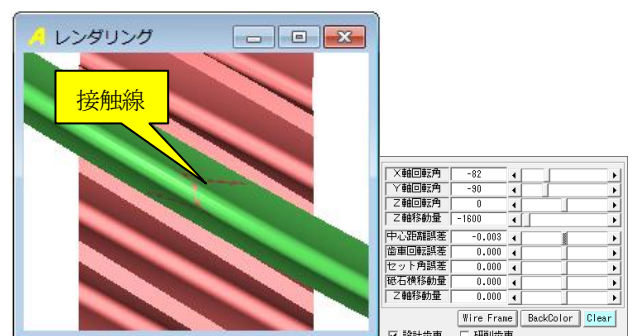 レンダリング
接触線
X軸回転角 -82
Y軸回転角 -90
Z軸回転角 0
Z軸移動量 -1600
中心距離誤差 -0.003
歯車回転誤差 0.000
セット角誤差 0.000
砥石横移動量 0.000
Z軸移動量 0.000
Wire Frame BackColor Clear
設計歯車 研削歯車